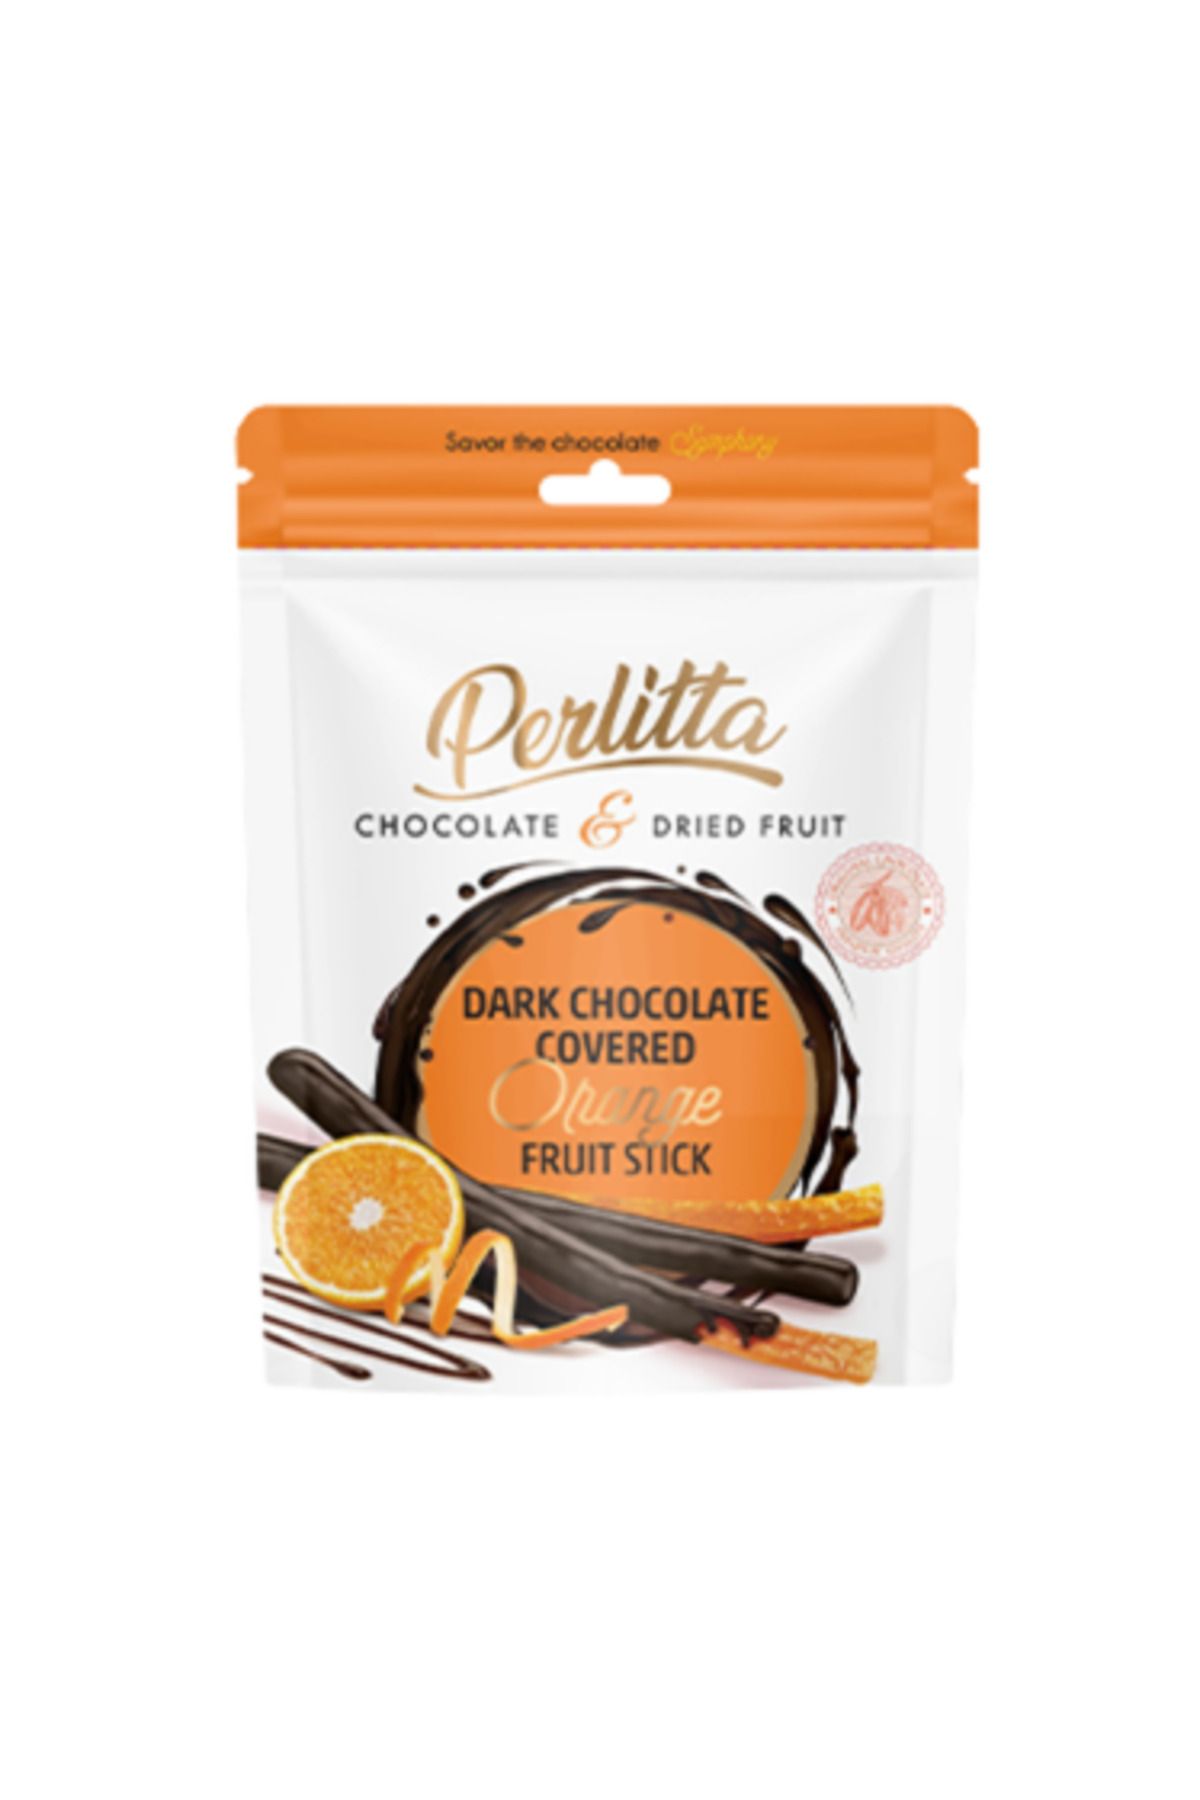 Savor the chocolate Symphony
Perlitta
CHOCOLATE & DRIED FRUIT
DARK CHOCOLATE
COVERED
Orange
FRUIT STICK